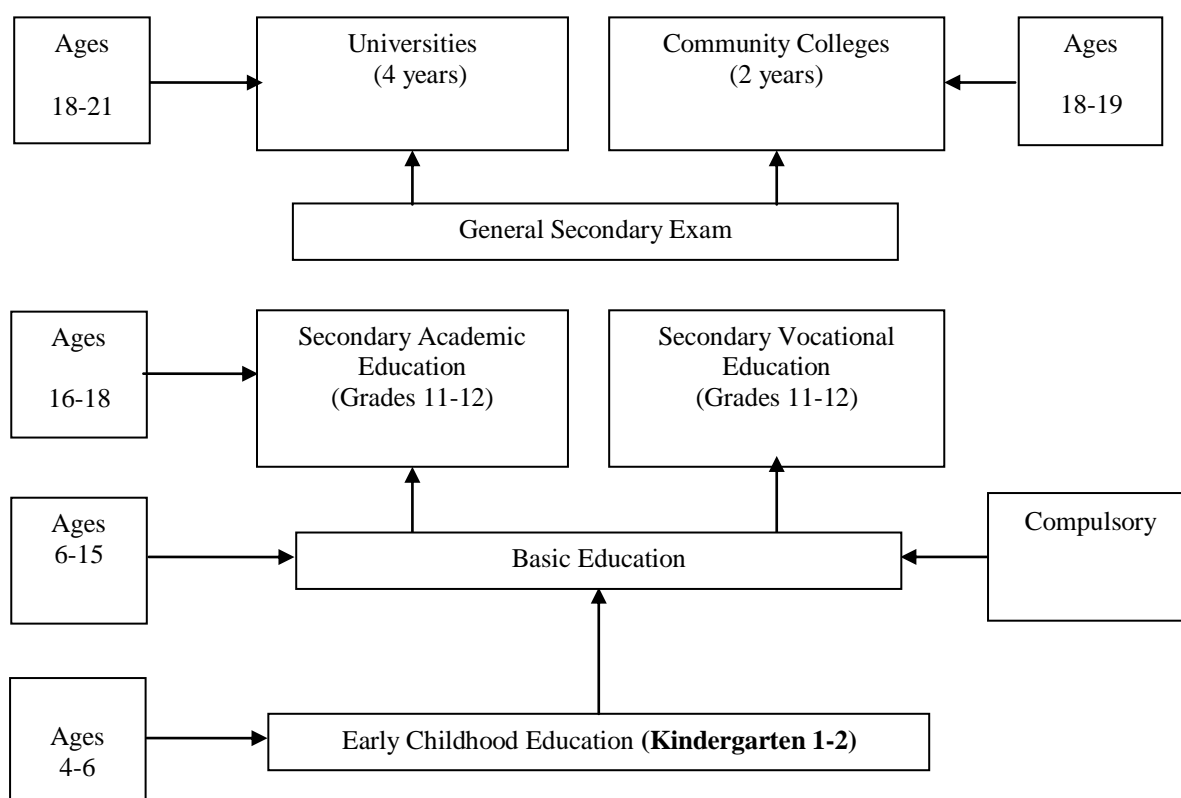 Ages
18-21
Universities
(4 years)
Community Colleges
(2 years)
Ages
18-19
General Secondary Exam
Ages
16-18
Secondary Academic
Education
(Grades 11-12)
Secondary Vocational
Education
(Grades 11-12)
Ages
6-15
Basic Education
Compulsory
Ages
4-6
Early Childhood Education (Kindergarten 1-2)